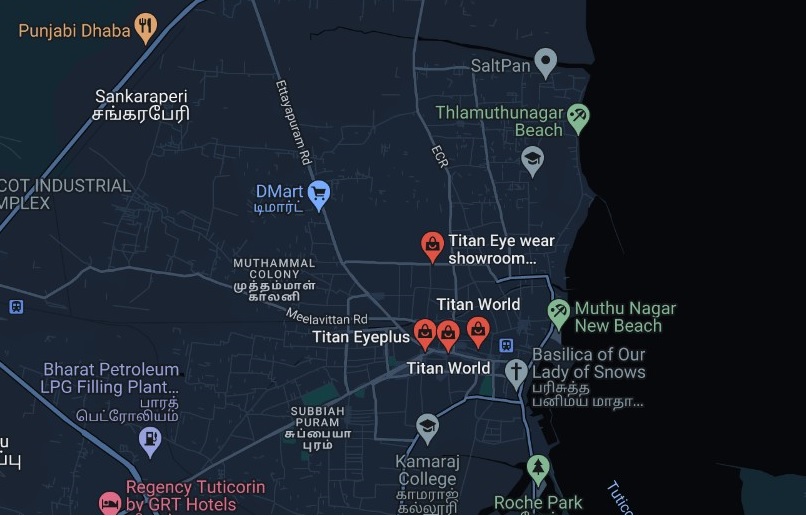 Punjabi Dhaba
SaltPan
Sankaraperi
சங்கரபேரி
Ettayapuram Rd
Thlamuthunagar
Beach
ECR
COT INDUSTRIAL
MPLEX
DMart
டிமார்ட்
Titan Eye wear
showroom...
MUTHAMMAL
COLONY
முத்தம்மாள்
காலனி
Titan World
Muthu Nagar
New Beach
Meelavittan Rd
Titan Eyeplus
Titan World
Basilica of Our
Lady of Snows
பரிசுத்த
பனிமய மாதா...
Bharat Petroleum
LPG Filling Plant...
பாரத்
பெட்ரோலியம்
SUBBIAH
PURAM
சுப்பையா
புரம்
Kamaraj
College
காமராஜ்
கல்லூரி
Regency Tuticorin
by GRT Hotels
Roche Park
Tutico